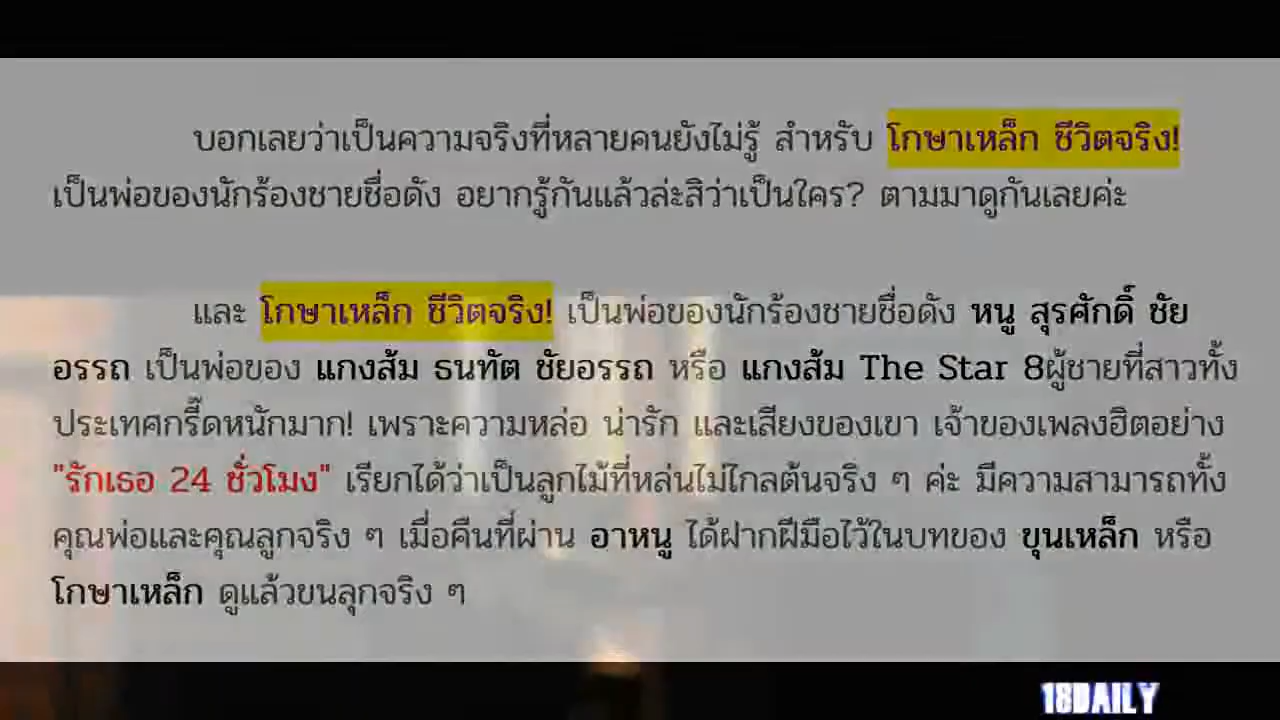 บอกเลยว่าเป็นความจริงที่หลายคนยังไม่รู้ สำหรับ โกษาเหล็ก ชีวิตจริง!
เป็นพ่อของนักร้องชายชื่อดัง อยากรู้กันแล้วล่ะสิว่าเป็นใคร? ตามมาดูกันเลยค่ะ
และ โกษาเหล็ก ชีวิตจริง! เป็นพ่อของนักร้องชายชื่อดัง หนู สุรศักดิ์ ชัย
อรรถ เป็นพ่อของ แกงส้ม ธนทัต ชัยอรรถ หรือ แกงส้ม The Star 8ผู้ชายที่สาวทั้ง
ประเทศกรี๊ดหนักมาก! เพราะความหล่อ น่ารัก และเสียงของเขา เจ้าของเพลงฮิตอย่าง
"รักเธอ 24 ชั่วโมง" เรียกได้ว่าเป็นลูกไม้ที่หล่นไม่ไกลต้นจริง ๆ ค่ะ มีความสามารถทั้ง
คุณพ่อและคุณลูกจริง ๆ เมื่อคืนที่ผ่าน อาหนู ได้ฝากฝีมือไว้ในบทของ ขุนเหล็ก หรือ
โกษาเหล็ก ดูแล้วขนลุกจริง ๆ
18DAILY